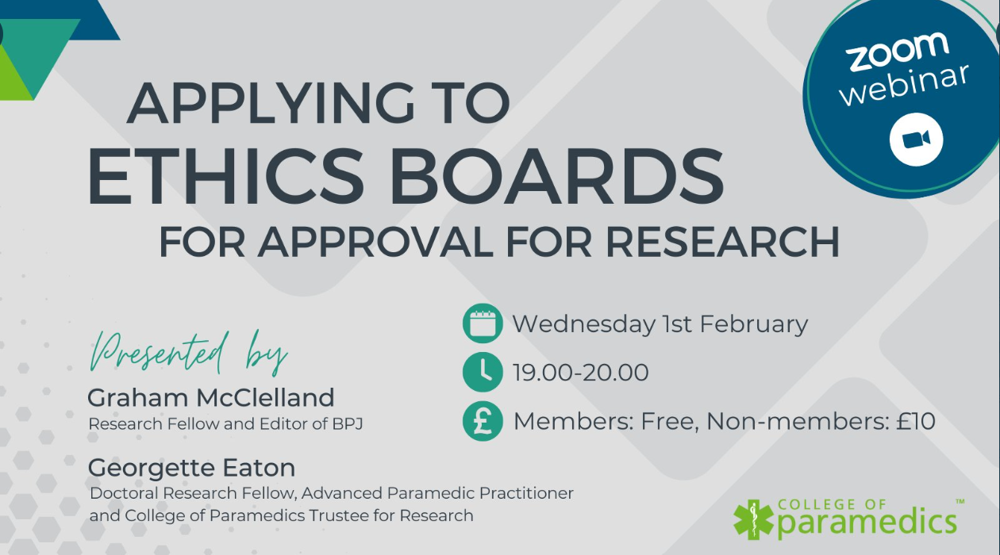 zoom
webinar
APPLYING TO
ETHICS BOARDS
FOR APPROVAL FOR RESEARCH
Presented by
Graham McClelland
Research Fellow and Editor of BPJ
Georgette Eaton
Doctoral Research Fellow, Advanced Paramedic Practitioner
and College of Paramedics Trustee for Research
Wednesday 1st February
19.00-20.00
£ Members: Free, Non-members: £10
COLLEGE OF
paramedics™